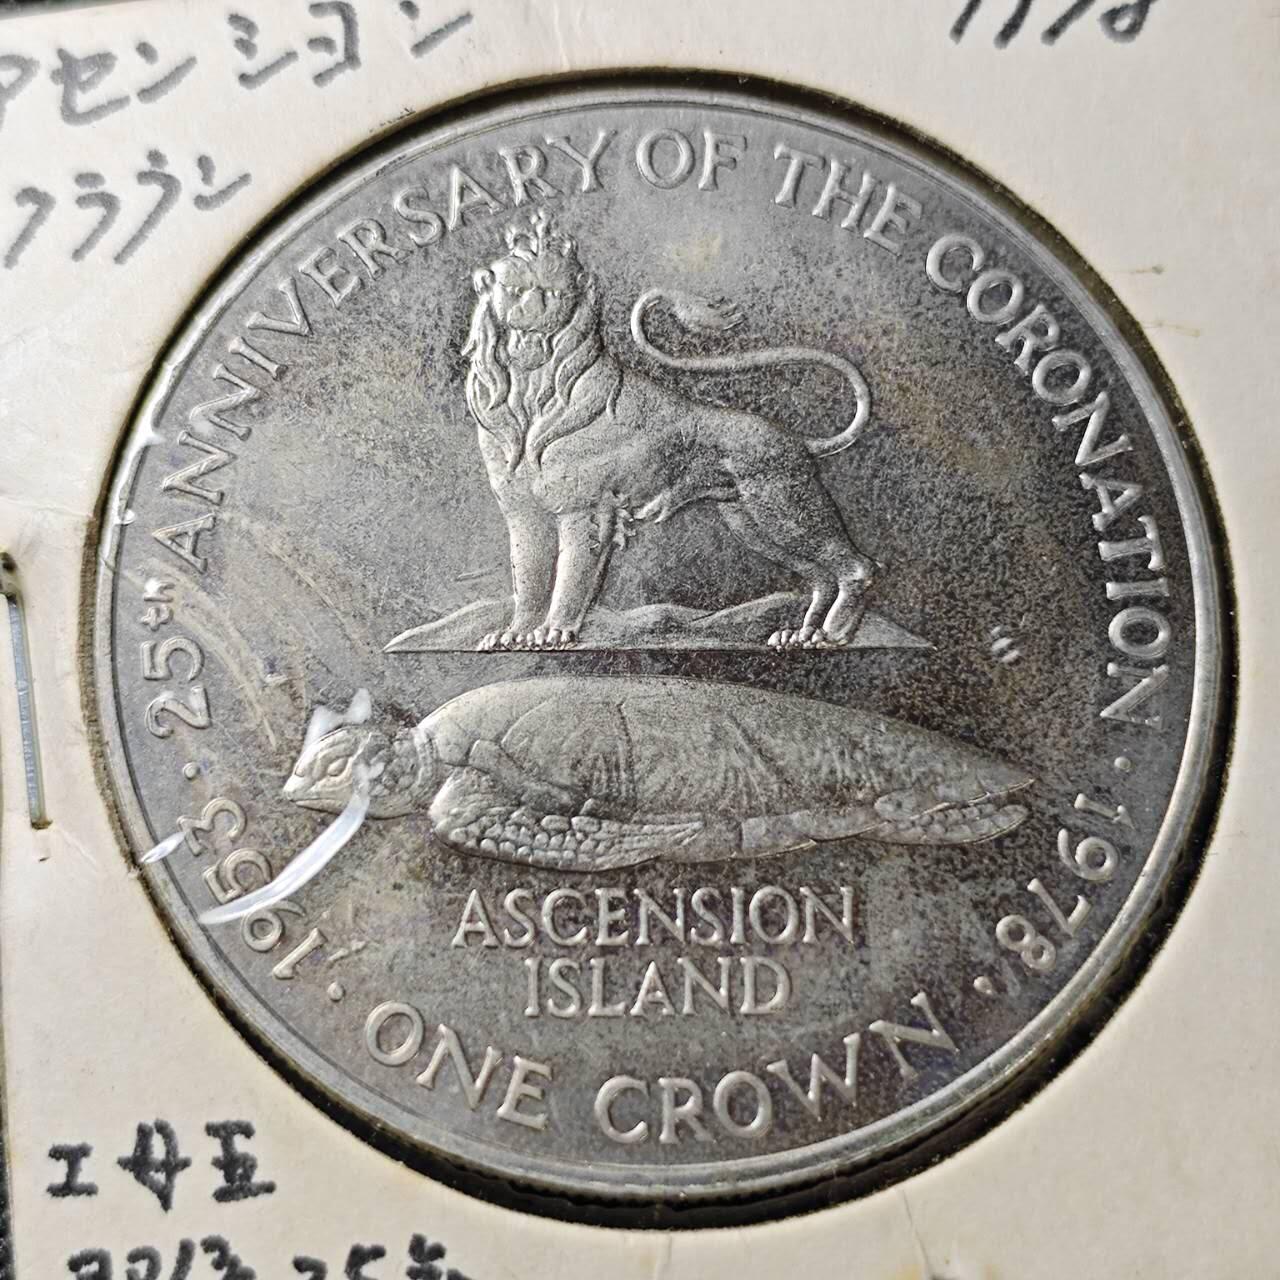 アセンション
1978
クラウン
1953 · 25th ANNIVERSARY OF THE CORONATION · 1978 ·
ASCENSION
ISLAND
ONE CROWN
エ女王